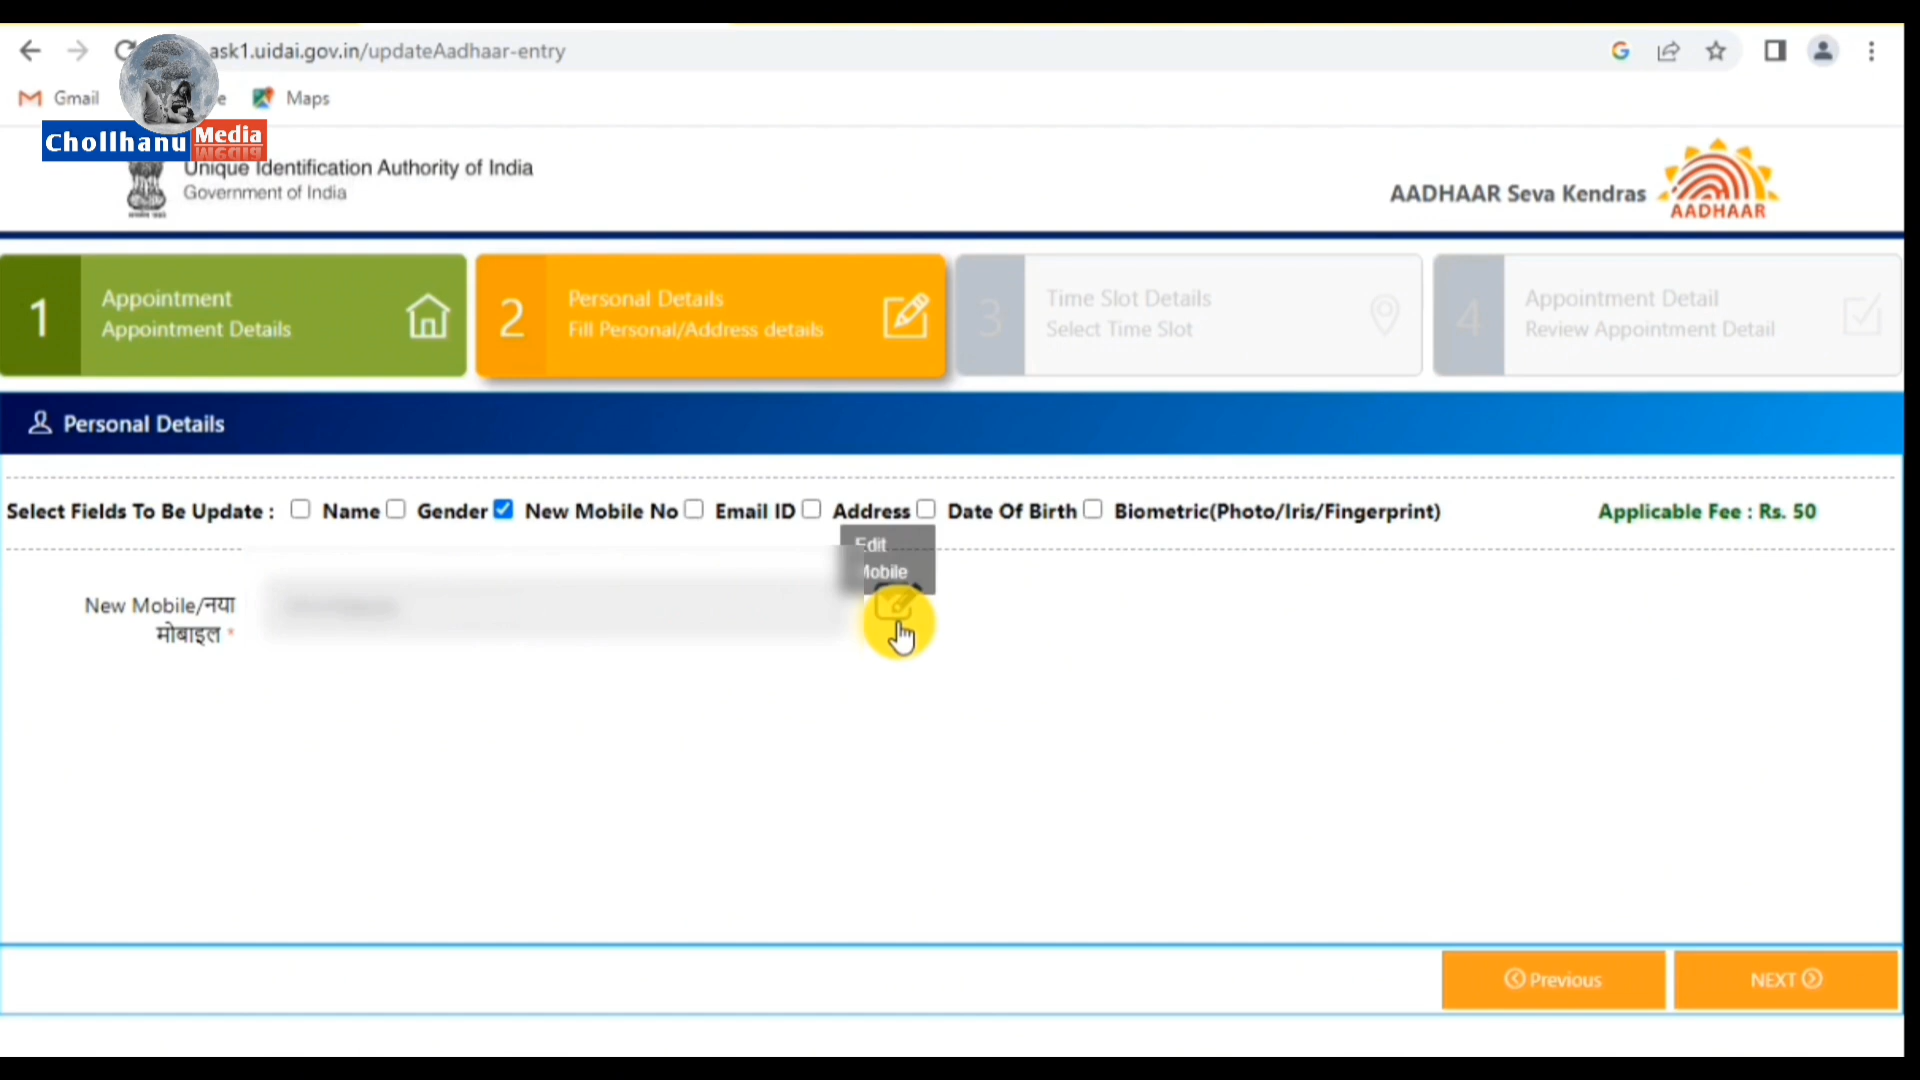 ask1.uidai.gov.in/updateAadhaar-entry
Gmail
Maps
Chollhanu Media
Unique Identification Authority of India
Government of India
AADHAAR Seva Kendras
AADHAAR
1
Appointment
Appointment Details
2
Personal Details
Fill Personal/Address details
3
Time Slot Details
Select Time Slot
4
Appointment Detail
Review Appointment Detail
Personal Details
Select Fields To Be Update : Name Gender New Mobile No Email ID Address Date Of Birth Biometric(Photo/Iris/Fingerprint) Applicable Fee : Rs. 50
Edit
Mobile
New Mobile/नया
मोबाइल *
Previous
NEXT